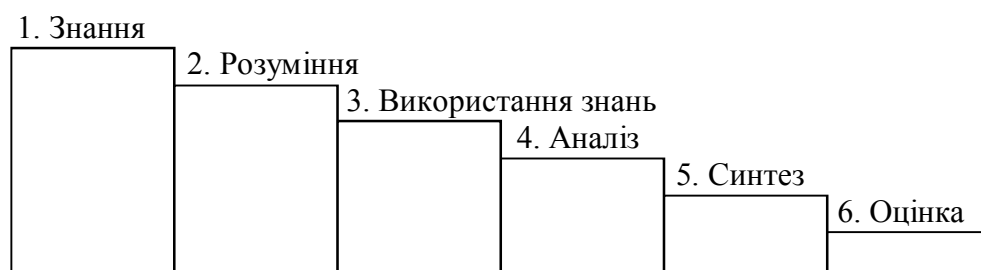 1. Знання
2. Розуміння
3. Використання знань
4. Аналіз
5. Синтез
6. Оцінка